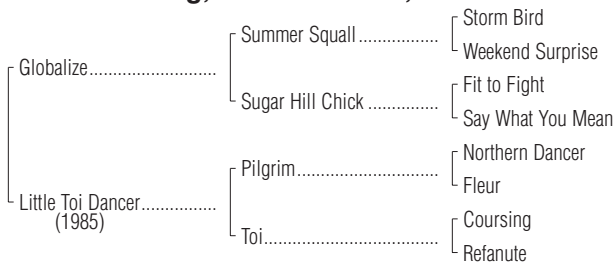 Storm Bird
Summer Squall
Weekend Surprise
Globalize
Fit to Fight
Sugar Hill Chick
Say What You Mean
Northern Dancer
Pilgrim
Fleur
Little Toi Dancer
(1985)
Coursing
Toi
Refanute